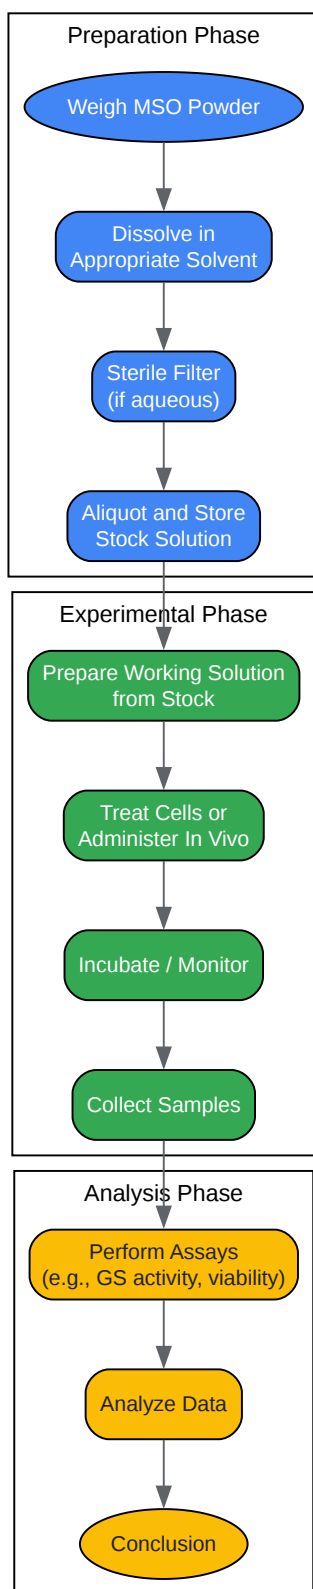 Preparation Phase
Weigh MSO Powder
Dissolve in
Appropriate Solvent
Sterile Filter
(if aqueous)
Aliquot and Store
Stock Solution
Experimental Phase
Prepare Working Solution
from Stock
Treat Cells or
Administer In Vivo
Incubate / Monitor
Collect Samples
Analysis Phase
Perform Assays
(e.g., GS activity, viability)
Analyze Data
Conclusion